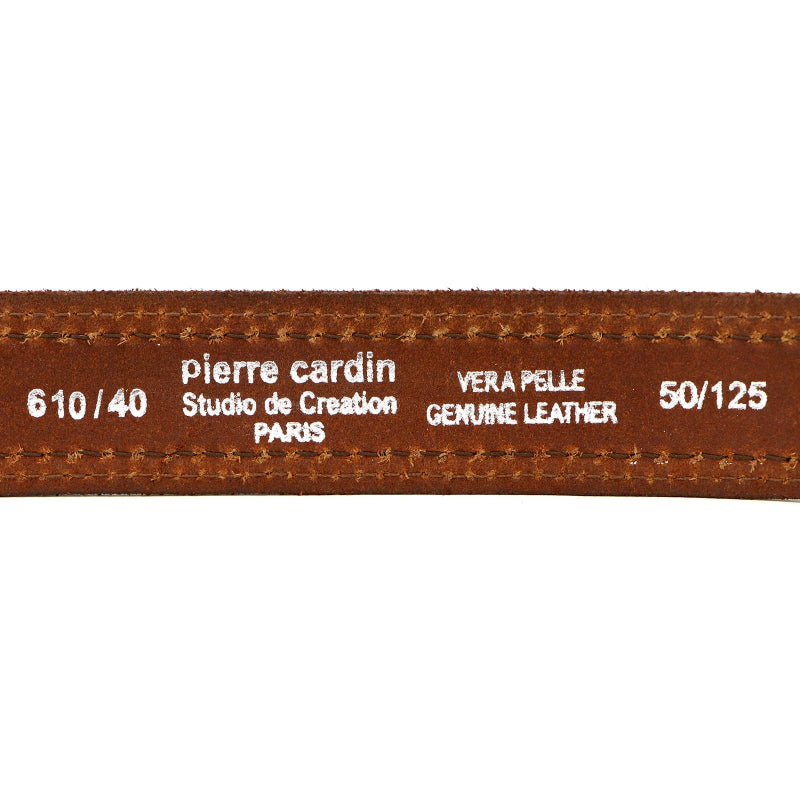 610/40
pierre cardin
Studio de Creation
PARIS
VERA PELLE
GENUINE LEATHER
50/125